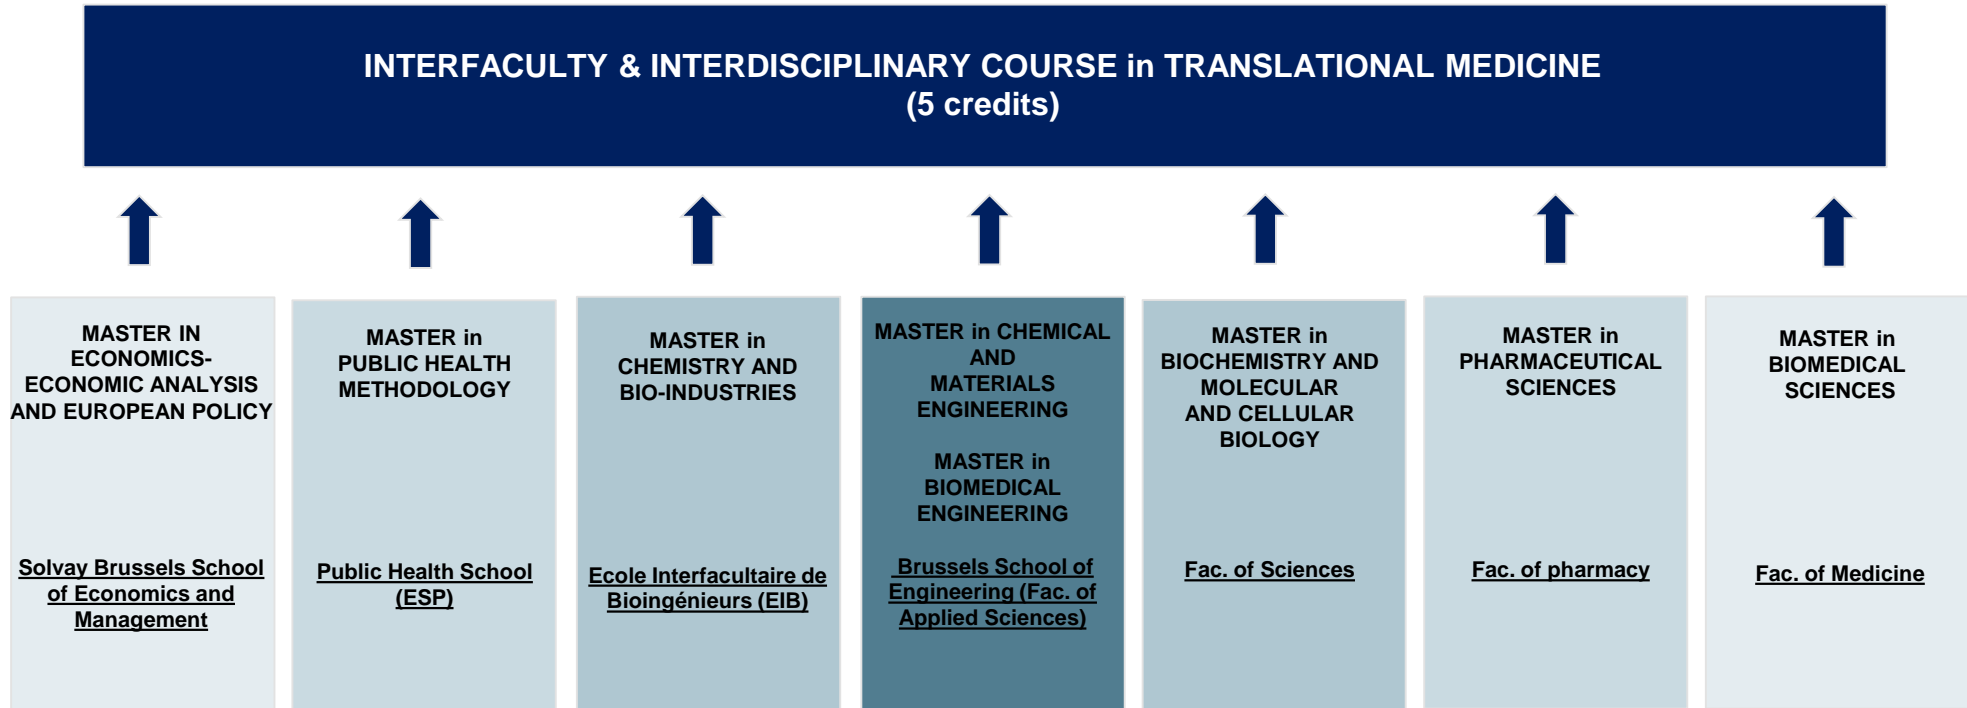 INTERFACULTY & INTERDISCIPLINARY COURSE in TRANSLATIONAL MEDICINE
(5 credits)
MASTER IN
ECONOMICS-
ECONOMIC ANALYSIS
AND EUROPEAN POLICY
Solvay Brussels School
of Economics and
Management
MASTER in
PUBLIC HEALTH
METHODOLOGY
Public Health School
(ESP)
MASTER in
CHEMISTRY AND
BIO-INDUSTRIES
Ecole Interfacultaire de
Bioingénieurs (EIB)
MASTER in CHEMICAL
AND
MATERIALS
ENGINEERING
MASTER in
BIOMEDICAL
ENGINEERING
Brussels School of
Engineering (Fac. of
Applied Sciences)
MASTER in
BIOCHEMISTRY AND
MOLECULAR
AND CELLULAR
BIOLOGY
Fac. of Sciences
MASTER in
PHARMACEUTICAL
SCIENCES
Fac. of pharmacy
MASTER in
BIOMEDICAL
SCIENCES
Fac. of Medicine